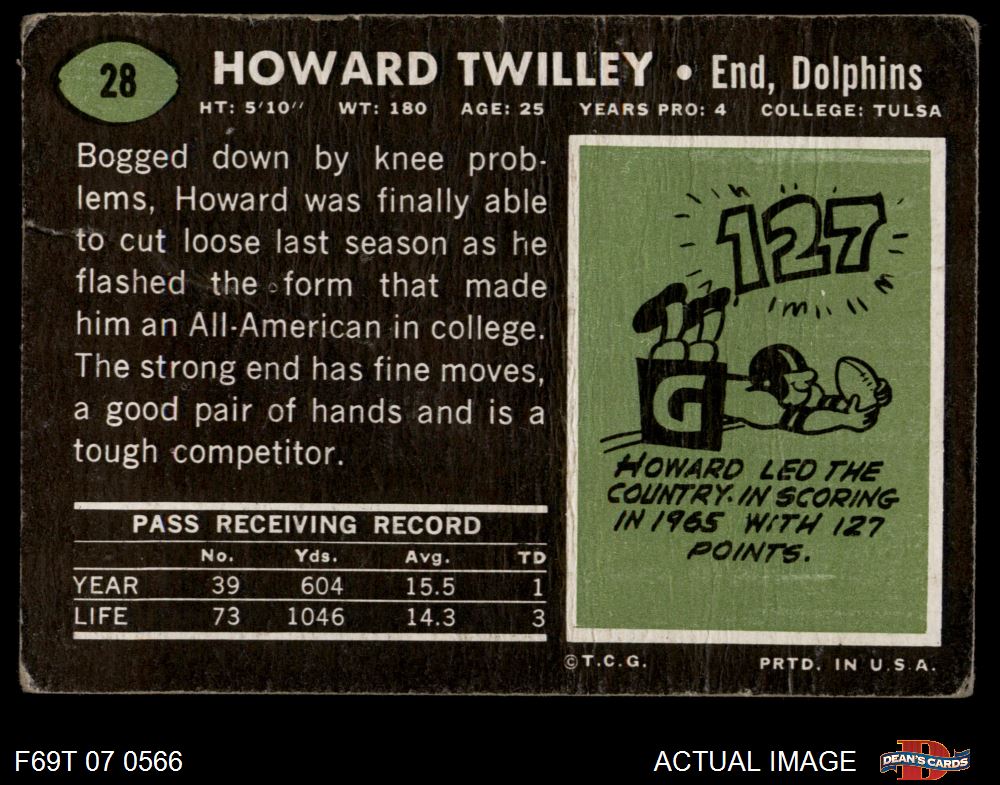 28
HOWARD TWILLEY • End, Dolphins
HT: 5'10" WT: 180 AGE: 25 YEARS PRO: 4 COLLEGE: TULSA
Bogged down by knee prob-
lems, Howard was finally able
to cut loose last season as he
flashed the form that made
him an All-American in college.
The strong end has fine moves,
a good pair of hands and is a
tough competitor.
PASS RECEIVING RECORD
No. Yds. Avg. TD
YEAR 39 604 15.5 1
LIFE 73 1046 14.3 3
127
G
HOWARD LED THE
COUNTRY IN SCORING
IN 1965 WITH 127
POINTS.
©T.C.G. PRTD. IN U.S.A.
F69T 07 0566 ACTUAL IMAGE
D
DEAN'S CARDS